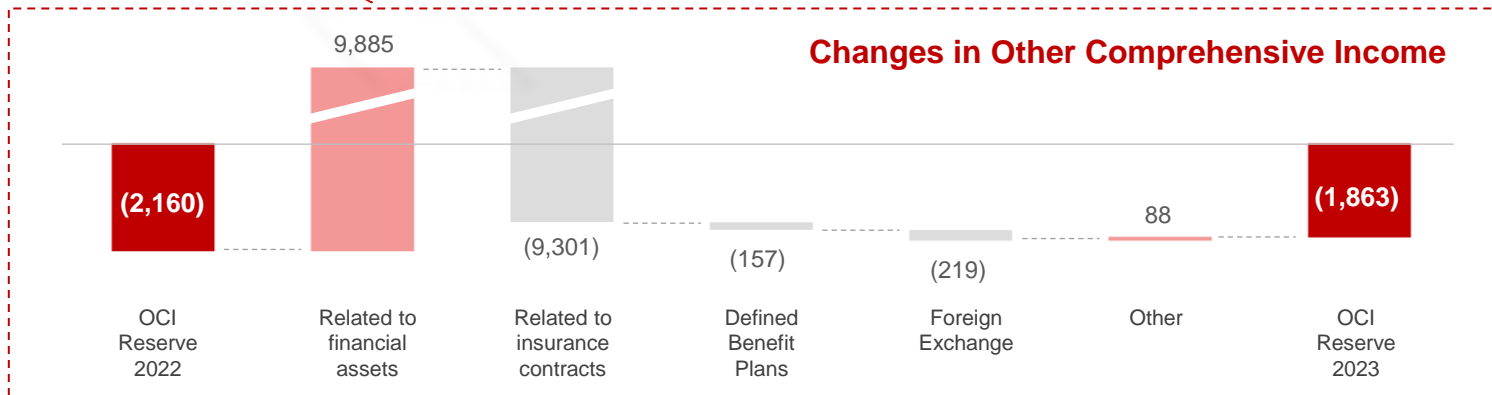 Changes in Other Comprehensive Income
9,885
(2,160)
(9,301)
(157)
(219)
88
(1,863)
OCI
Reserve
2022
Related to
financial
assets
Related to
insurance
contracts
Defined
Benefit
Plans
Foreign
Exchange
Other
OCI
Reserve
2023